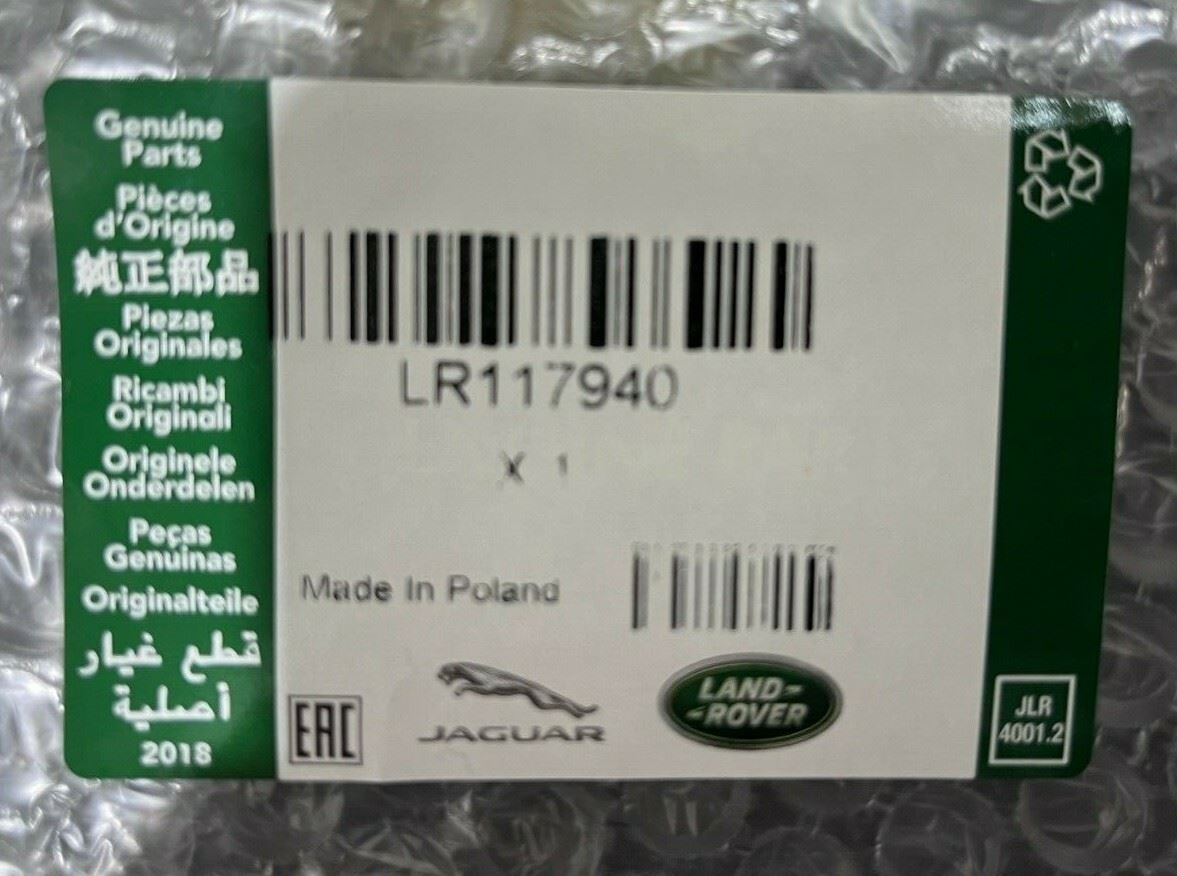 Genuine
Parts
Pièces
d'Origine
純正部品
Piezas
Originales
Ricambi
Originali
Originele
Onderdelen
Peças
Genuinas
Originalteile
قطع غيار
أصلية
2018
LR117940
X 1
Made In Poland
EAC
JAGUAR
LAND-
-ROVER
JLR
4001.2